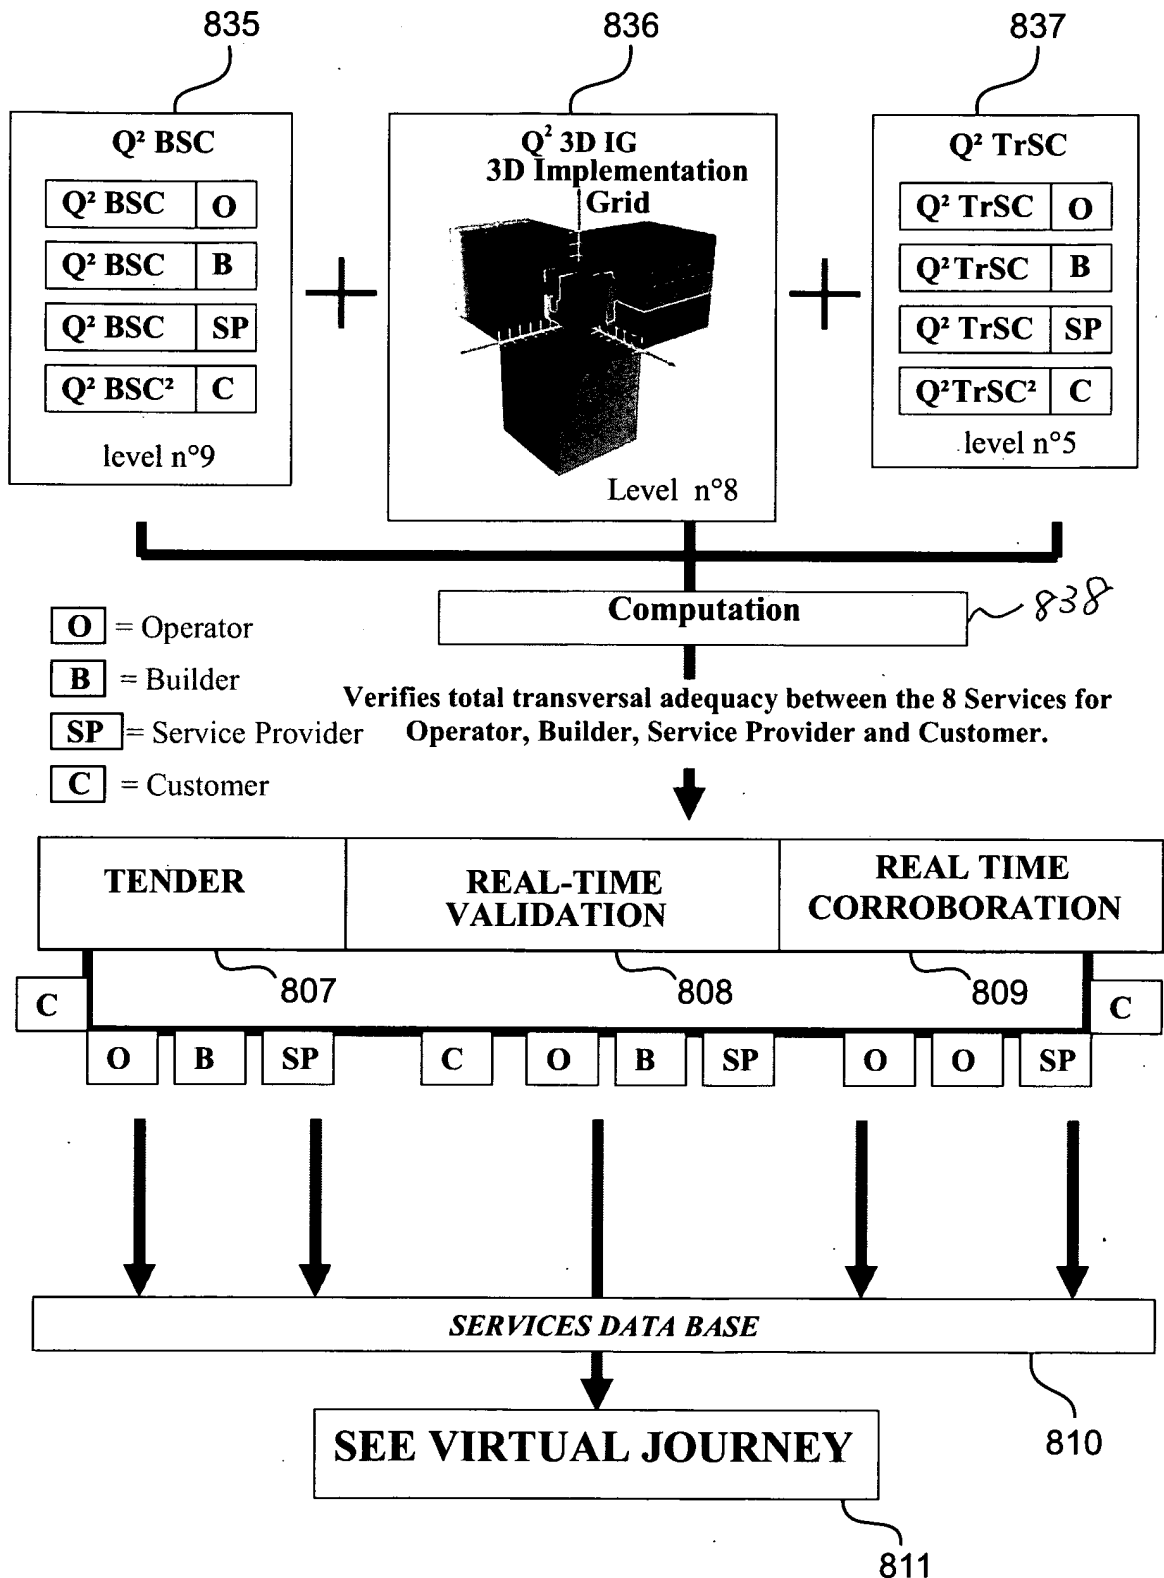 835
836
837
Q² BSC
Q² BSC O
Q² BSC B
Q² BSC SP
Q² BSC² C
level n°9
Q² 3D IG
3D Implementation
Grid
Level n°8
Q² TrSC
Q² TrSC O
Q² TrSC B
Q² TrSC SP
Q² TrSC² C
level n°5
Computation
838
O = Operator
B = Builder
SP = Service Provider
C = Customer
Verifies total transversal adequacy between the 8 Services for
Operator, Builder, Service Provider and Customer.
TENDER
REAL-TIME
VALIDATION
REAL TIME
CORROBORATION
807
808
809
C
C
O B SP C O B SP O O SP
SERVICES DATA BASE
810
SEE VIRTUAL JOURNEY
811